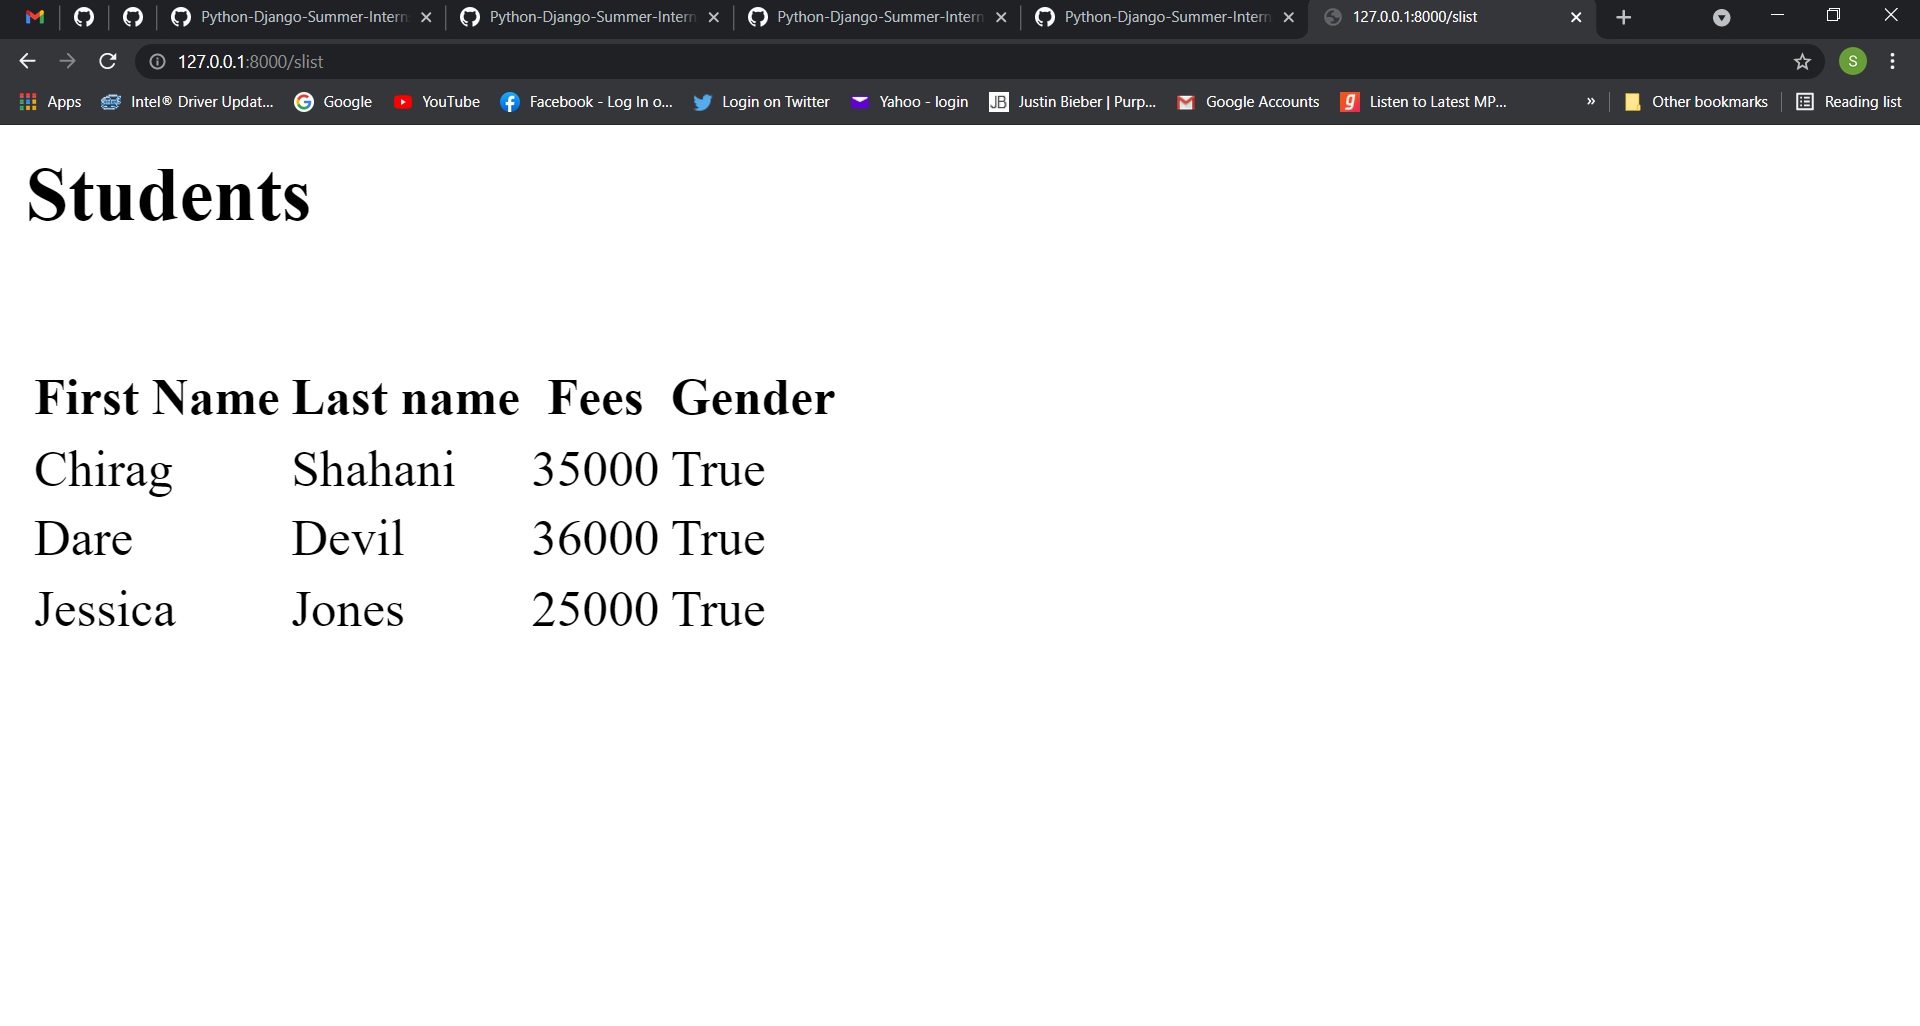 Python-Django-Summer-Intern Python-Django-Summer-Intern Python-Django-Summer-Intern Python-Django-Summer-Intern 127.0.0.1:8000/slist
127.0.0.1:8000/slist S
Apps Intel® Driver Updat... Google YouTube Facebook - Log In o... Login on Twitter Yahoo - login JB Justin Bieber | Purp... Google Accounts g Listen to Latest MP... » Other bookmarks Reading list
Students
First Name Last name Fees Gender
Chirag Shahani 35000 True
Dare Devil 36000 True
Jessica Jones 25000 True